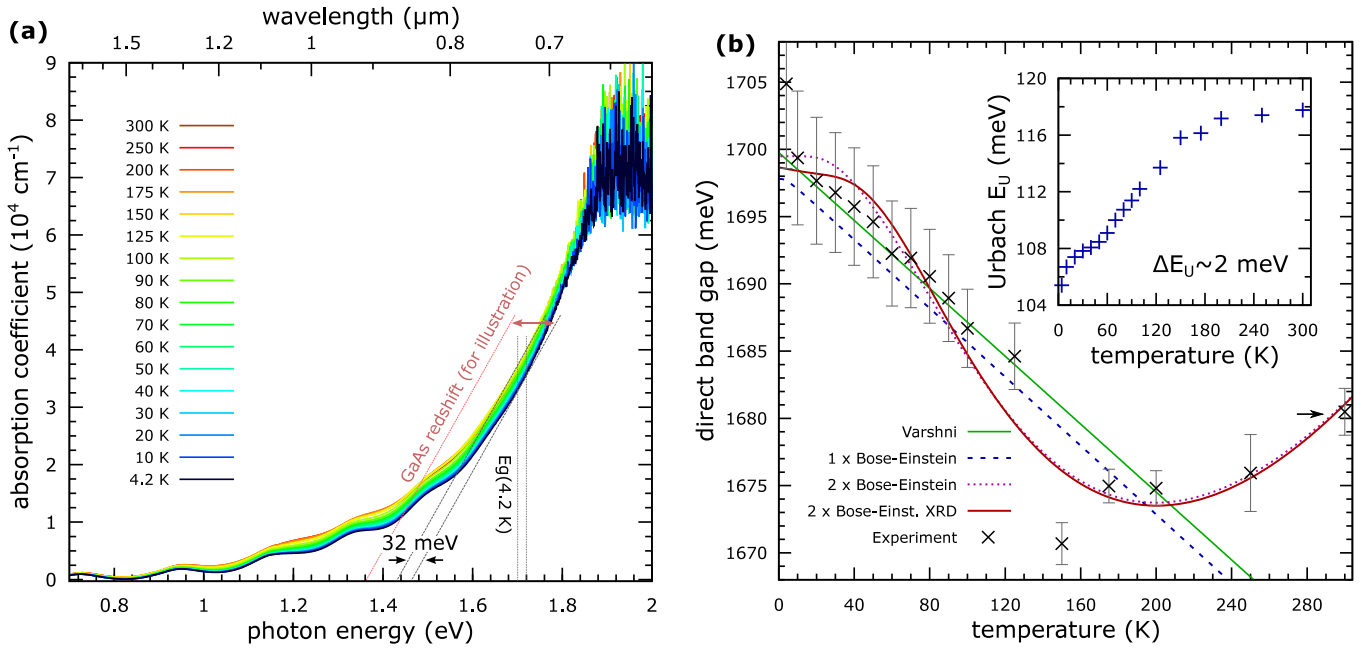 (a)
wavelength (μm)
1.5 1.2 1 0.8 0.7
absorption coefficient (10⁴ cm⁻¹)
9
8
7
6
5
4
3
2
1
0
300 K
250 K
200 K
175 K
150 K
125 K
100 K
90 K
80 K
70 K
60 K
50 K
40 K
30 K
20 K
10 K
4.2 K
GaAs redshift (for illustration)
Eg(4.2 K)
32 meV
0.8 1 1.2 1.4 1.6 1.8 2
photon energy (eV)
(b)
direct band gap (meV)
1705
1700
1695
1690
1685
1680
1675
1670
Varshni
1 x Bose-Einstein
2 x Bose-Einstein
2 x Bose-Einst. XRD
Experiment
0 40 80 120 160 200 240 280
temperature (K)
Urbach E_U (meV)
120
116
112
108
104
ΔE_U~2 meV
0 60 120 180 240 300
temperature (K)